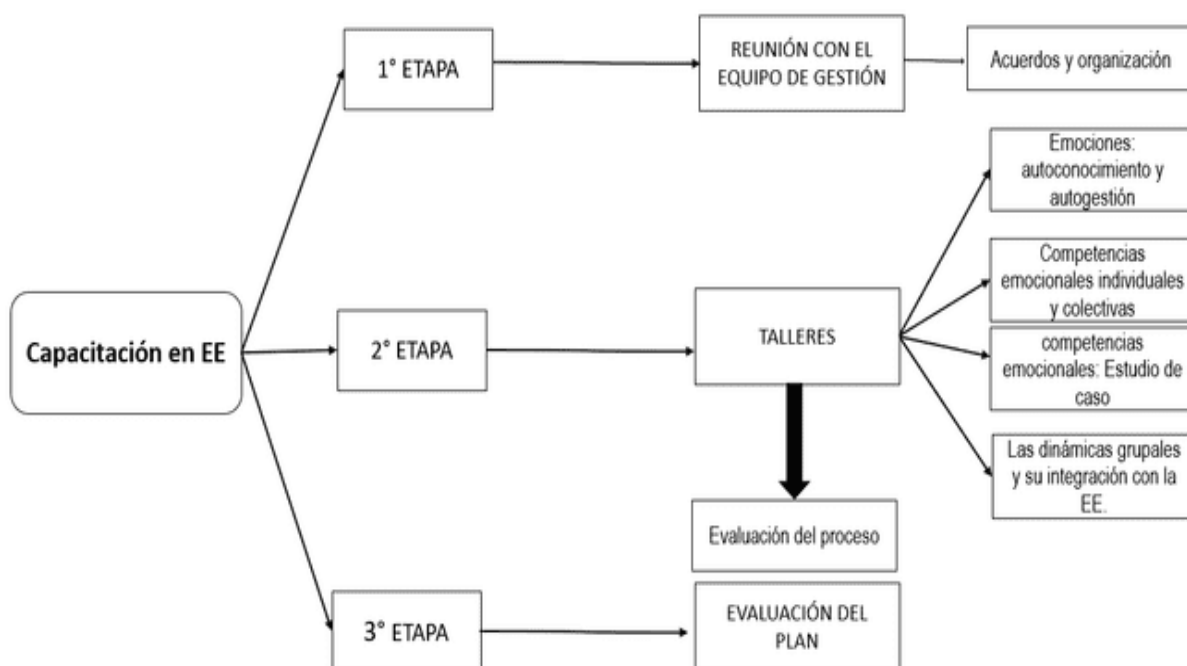 1° ETAPA
REUNIÓN CON EL
EQUIPO DE GESTIÓN
Acuerdos y organización
Emociones:
autoconocimiento y
autogestión
Competencias
emocionales individuales
y colectivas
Capacitación en EE
2° ETAPA
TALLERES
competencias
emocionales: Estudio de
caso
Las dinámicas grupales
y su integración con la
EE.
Evaluación del proceso
3° ETAPA
EVALUACIÓN DEL
PLAN